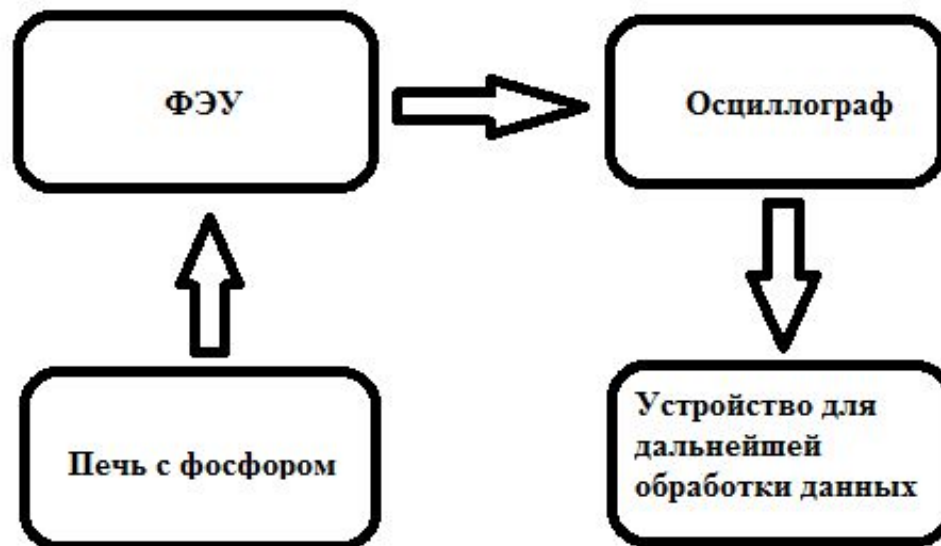 ФЭУ
Осциллограф
Печь с фосфором
Устройство для
дальнейшей
обработки данных